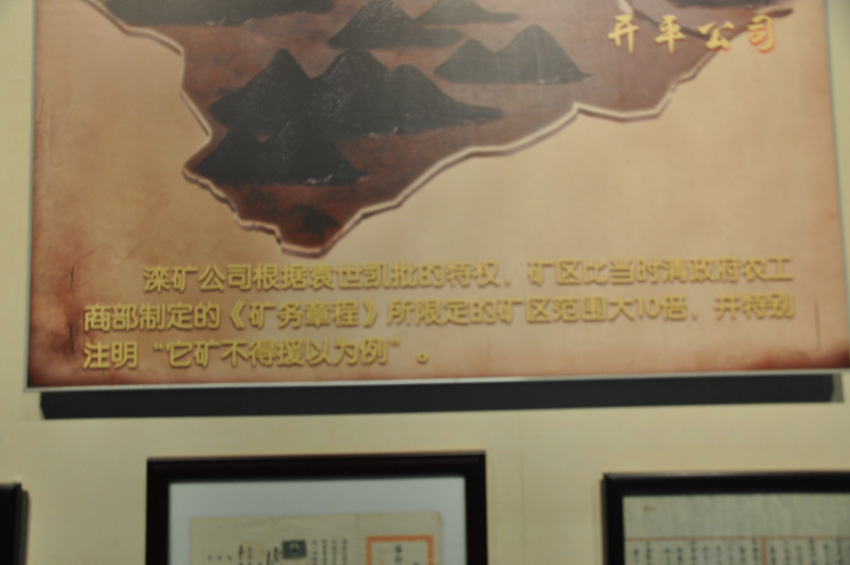 开平公司
滦矿公司根据袁世凯批的特权，矿区比当时清政府农工
商部制定的《矿务章程》所限定的矿区范围大10倍，并特别
注明“它矿不得援以为例”。